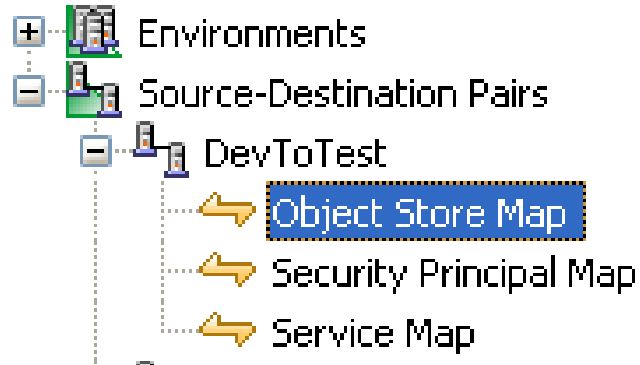 Environments
Source-Destination Pairs
DevToTest
Object Store Map
Security Principal Map
Service Map